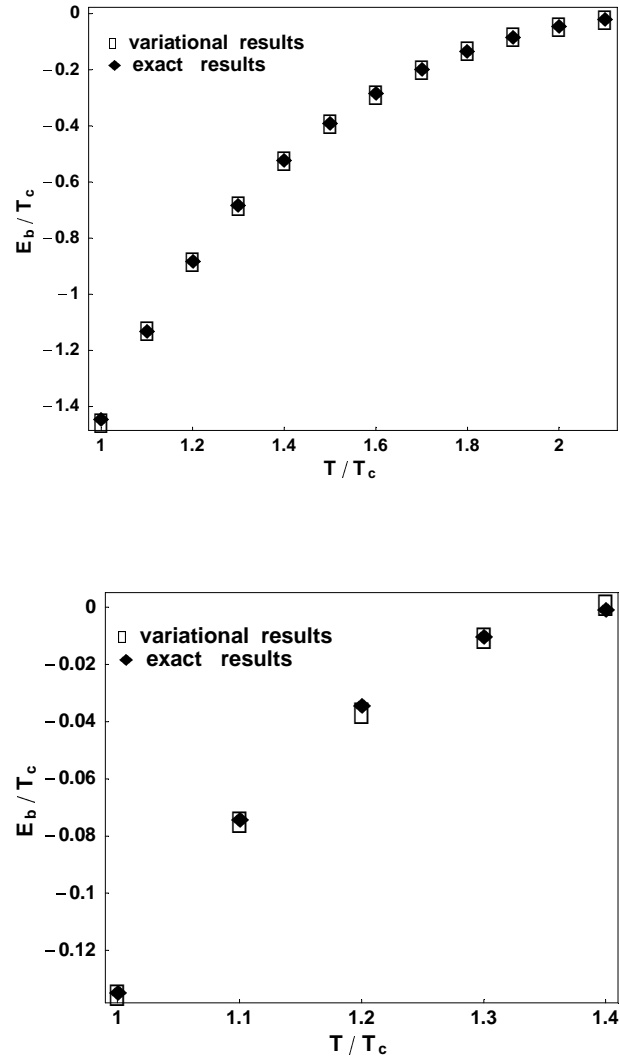 0
▯ variational results
◆ exact results
−0.2
−0.4
−0.6
−0.8
−1
−1.2
−1.4
E_b / T_c
1 1.2 1.4 1.6 1.8 2
T / T_c
0
▯ variational results
◆ exact results
−0.02
−0.04
−0.06
−0.08
−0.1
−0.12
E_b / T_c
1 1.1 1.2 1.3 1.4
T / T_c